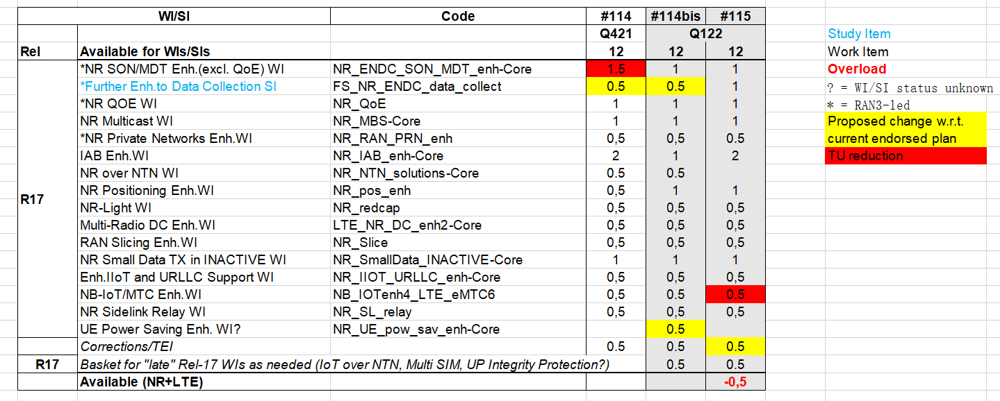 WI/SI Code #114 #114bis #115
Q421 Q122 Study Item
Rel Available for WIs/SIs 12 12 12 Work Item
*NR SON/MDT Enh.(excl. QoE) WI NR_ENDC_SON_MDT_enh-Core 1.5 1 1 Overload
*Further Enh.to Data Collection SI FS_NR_ENDC_data_collect 0.5 0.5 1 ? = WI/SI status unknown
*NR QOE WI NR_QoE 1 1 1 * = RAN3-led
NR Multicast WI NR_MBS-Core 1 1 1 Proposed change w.r.t.
*NR Private Networks Enh.WI NR_RAN_PRN_enh 0,5 0,5 0.5 current endorsed plan
IAB Enh.WI NR_IAB_enh-Core 2 1 2 TU reduction
NR over NTN WI NR_NTN_solutions-Core 0.5 0.5
R17 NR Positioning Enh.WI NR_pos_enh 0,5 1 1
NR-Light WI NR_redcap 0,5 0,5 0,5
Multi-Radio DC Enh.WI LTE_NR_DC_enh2-Core 0,5 0,5 0,5
RAN Slicing Enh.WI NR_Slice 0,5 0,5 0,5
NR Small Data TX in INACTIVE WI NR_SmallData_INACTIVE-Core 1 1 1
Enh.IIoT and URLLC Support WI NR_IIOT_URLLC_enh-Core 0,5 0,5 0,5
NB-IoT/MTC Enh.WI NB_IOTenh4_LTE_eMTC6 0,5 0.5 0.5
NR Sidelink Relay WI NR_SL_relay 0,5 0,5 0,5
UE Power Saving Enh. WI? NR_UE_pow_sav_enh-Core 0.5
Corrections/TEI 0.5 0.5 0.5
R17 Basket for "late" Rel-17 WIs as needed (IoT over NTN, Multi SIM, UP Integrity Protection?) 0.5 0.5
Available (NR+LTE) -0,5